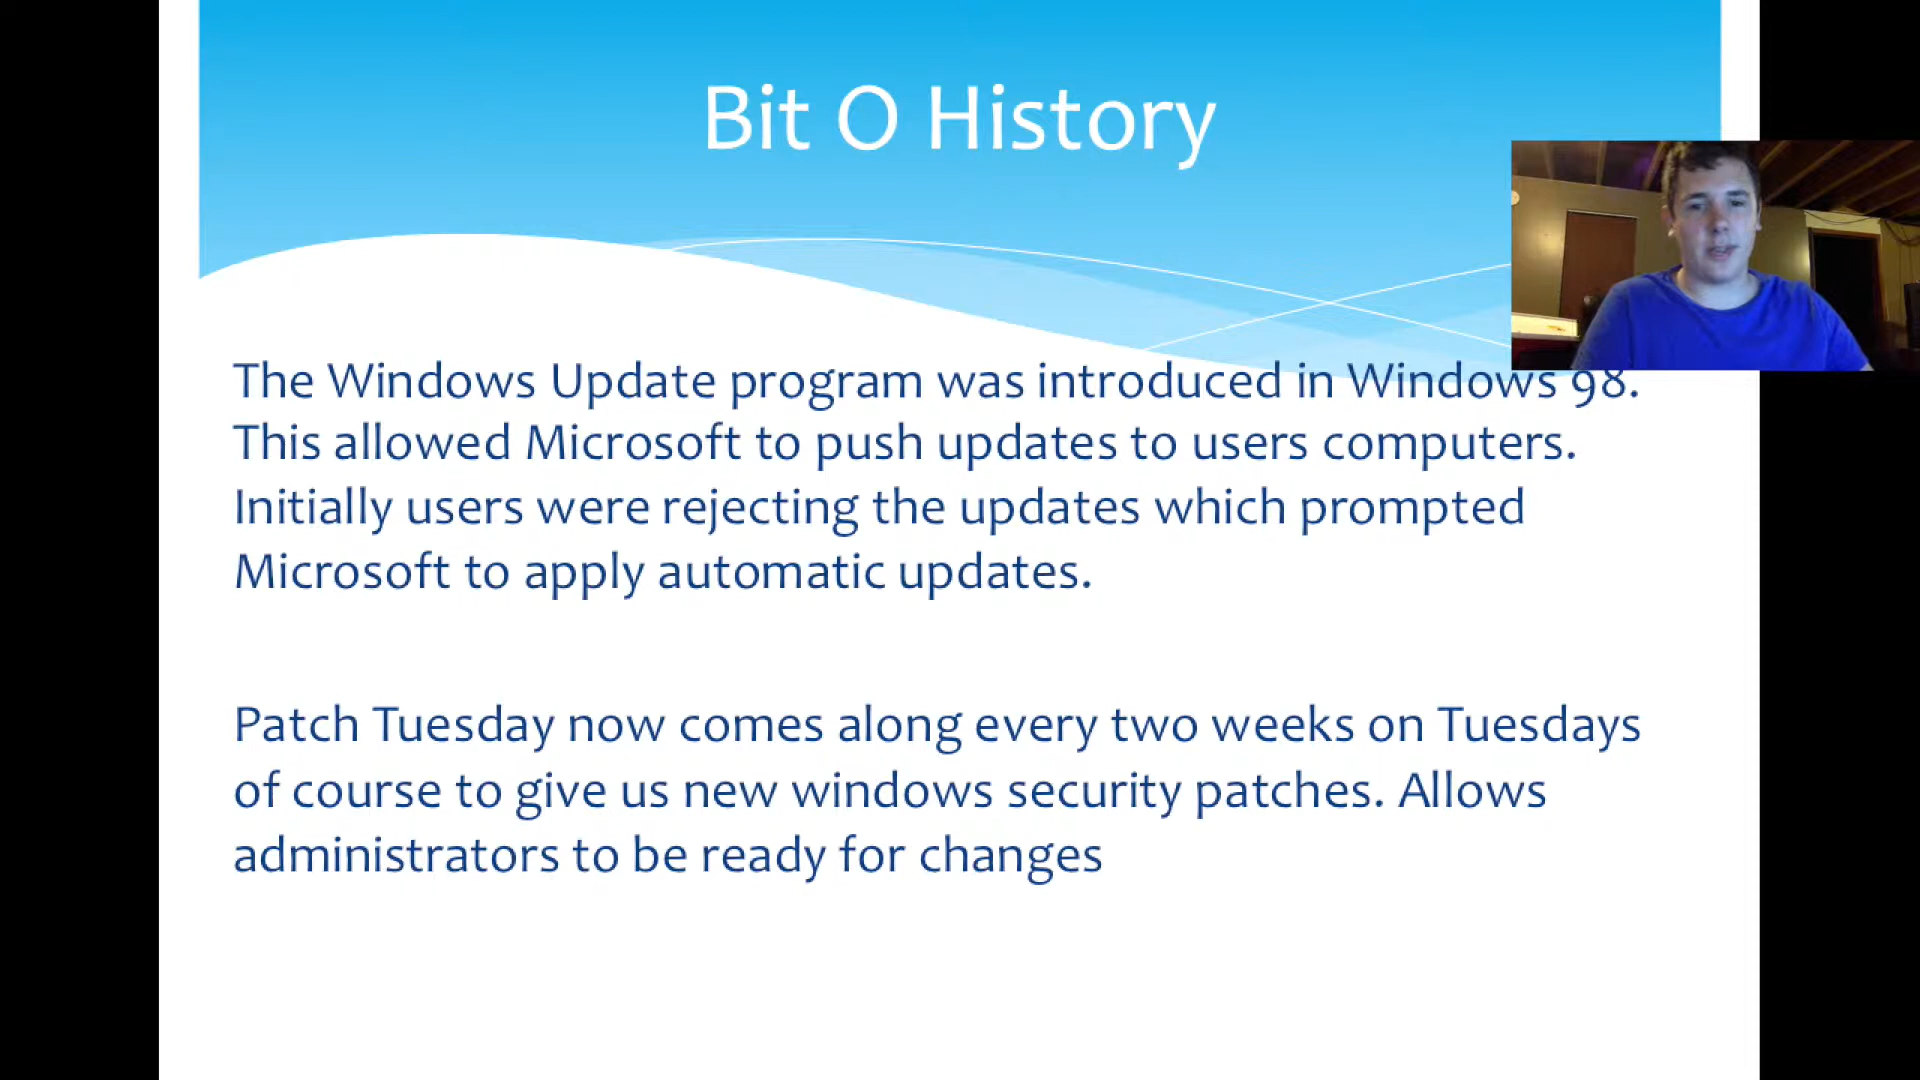 Bit O History
The Windows Update program was introduced in Windows 98.
This allowed Microsoft to push updates to users computers.
Initially users were rejecting the updates which prompted
Microsoft to apply automatic updates.
Patch Tuesday now comes along every two weeks on Tuesdays
of course to give us new windows security patches. Allows
administrators to be ready for changes